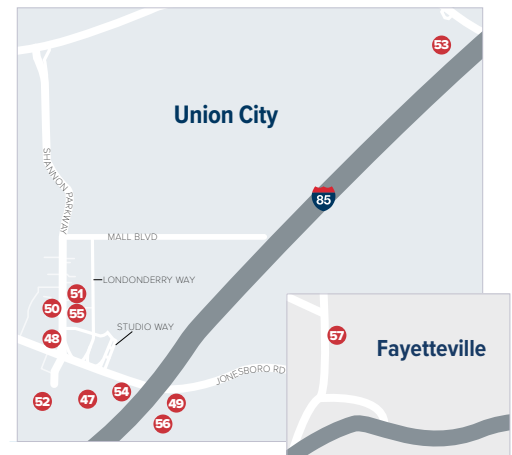 53
Union City
SHANNON PARKWAY
85
MALL BLVD
LONDONDERRY WAY
51
50
55
STUDIO WAY
48
57
Fayetteville
JONESBORO RD
54
52
47
49
56